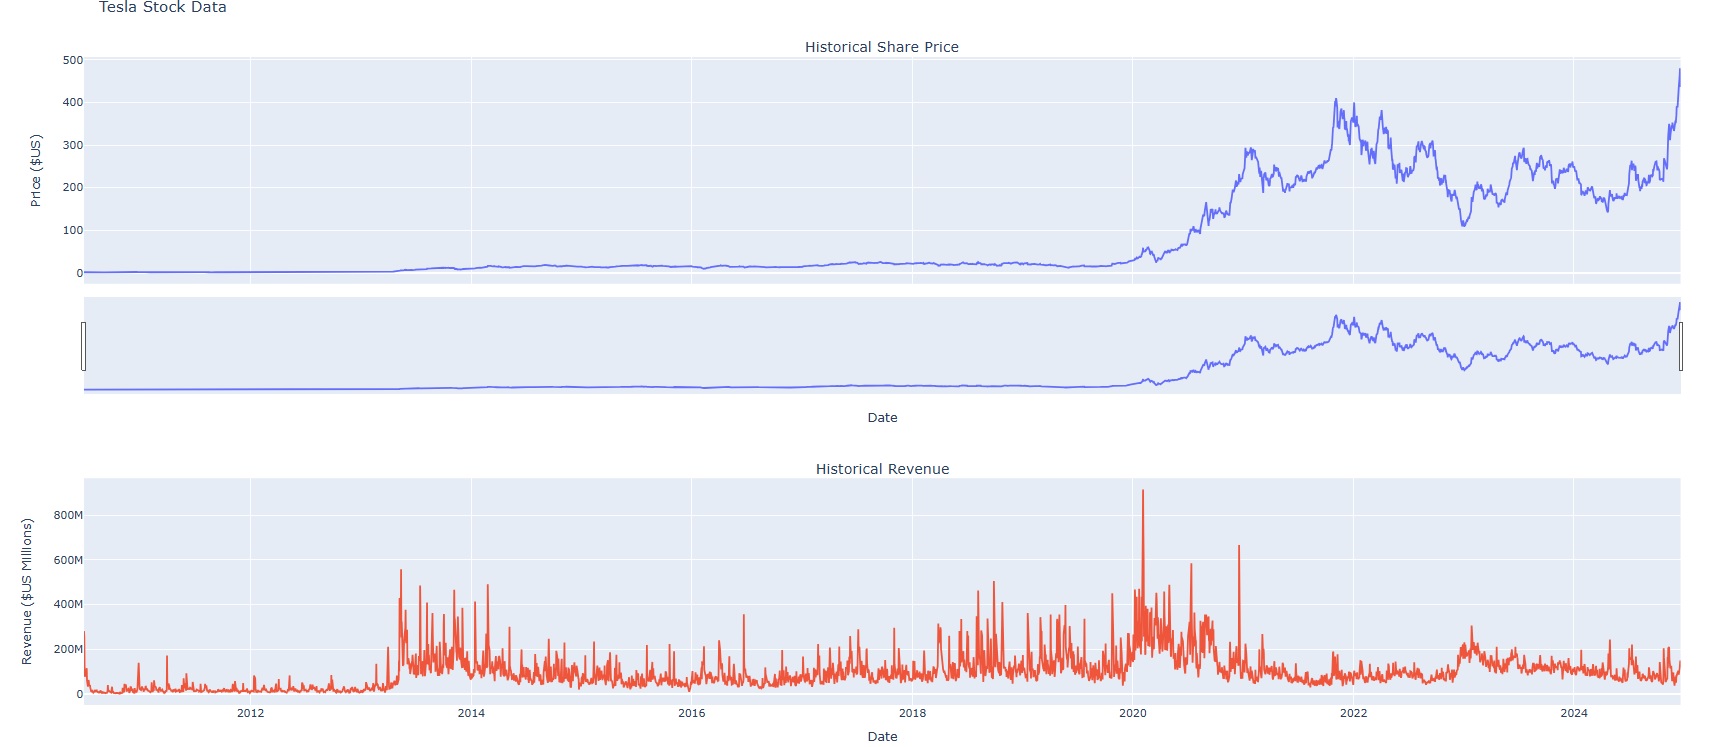 Tesla Stock Data
Historical Share Price
500
400
300
200
100
0
Price ($US)
Date
Historical Revenue
800M
600M
400M
200M
0
Revenue ($US Millions)
2012 2014 2016 2018 2020 2022 2024
Date